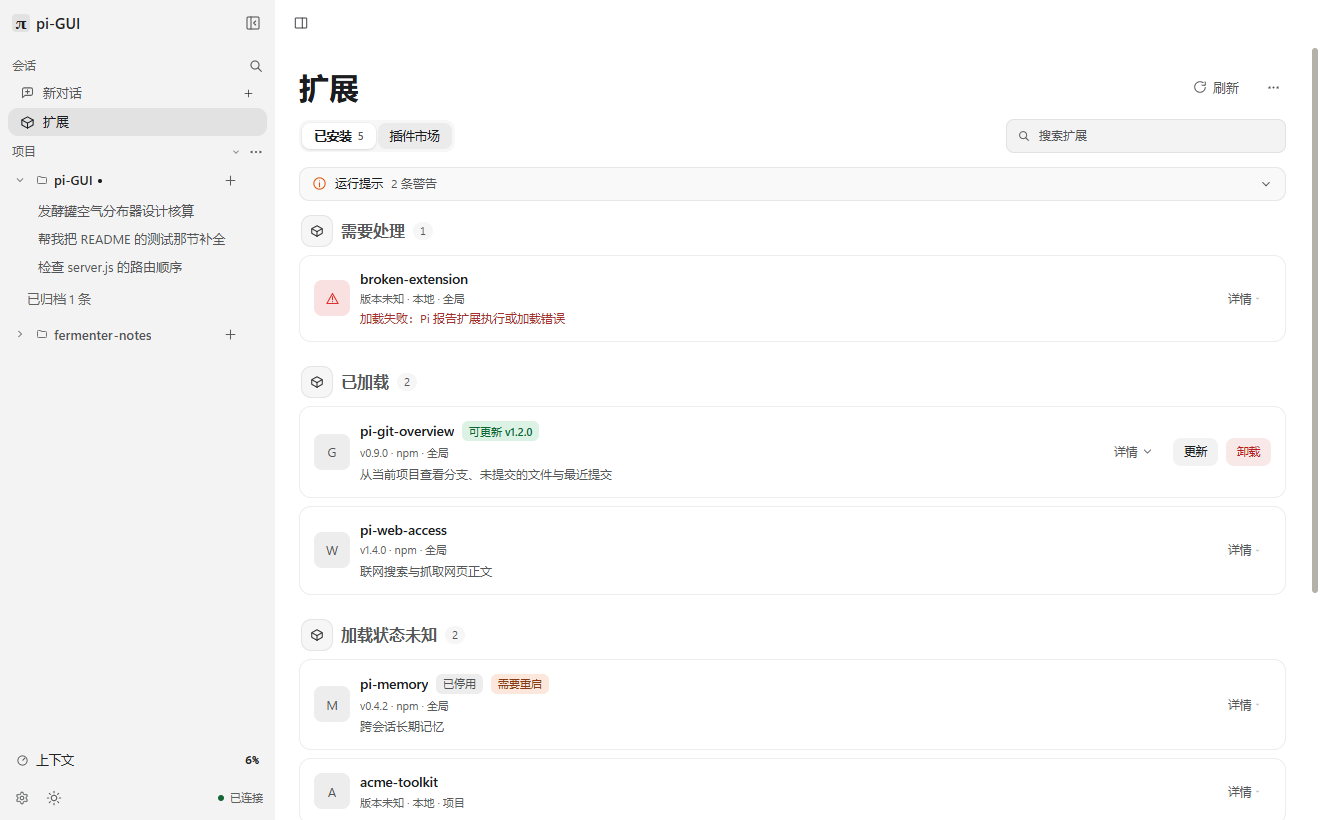 π pi-GUI
会话
新对话
扩展
项目
pi-GUI
发酵罐空气分布器设计核算
帮我把 README 的测试那节补全
检查 server.js 的路由顺序
已归档 1 条
fermenter-notes
上下文 6%
已连接
扩展
刷新
已安装 5 插件市场
搜索扩展
运行提示 2 条警告
需要处理 1
broken-extension
版本未知 · 本地 · 全局
详情
加载失败：Pi 报告扩展执行或加载错误
已加载 2
pi-git-overview 可更新 v1.2.0
v0.9.0 · npm · 全局
G
详情 更新 卸载
从当前项目查看分支、未提交的文件与最近提交
pi-web-access
v1.4.0 · npm · 全局
W
详情
联网搜索与抓取网页正文
加载状态未知 2
pi-memory 已停用 需要重启
v0.4.2 · npm · 全局
M
详情
跨会话长期记忆
acme-toolkit
A
详情
版本未知 · 本地 · 项目